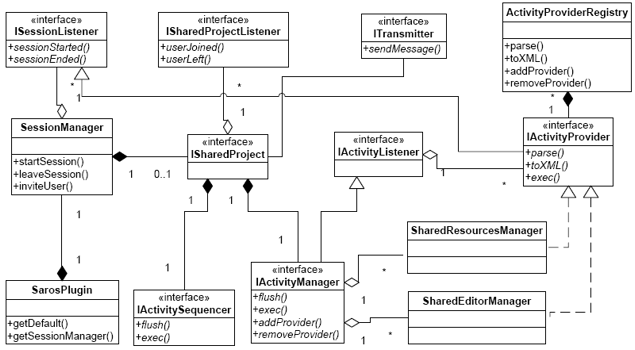 «interface»
ISessionListener
+sessionStarted()
+sessionEnded()
«interface»
ISharedProjectListener
+userJoined()
+userLeft()
«interface»
ITransmitter
+sendMessage()
ActivityProviderRegistry
+parse()
+toXML()
+addProvider()
+removeProvider()
*
1
*
1
*
1
SessionManager
+startSession()
+leaveSession()
+inviteUser()
1
0..1
«interface»
ISharedProject
«interface»
IActivityListener
1
*
«interface»
IActivityProvider
+parse()
+toXML()
+exec()
1
1
1
1
1
1
SarosPlugin
+getDefault()
+getSessionManager()
«interface»
IActivitySequencer
+flush()
+exec()
«interface»
IActivityManager
+flush()
+exec()
+addProvider()
+removeProvider()
*
1
*
1
SharedResourcesManager
SharedEditorManager